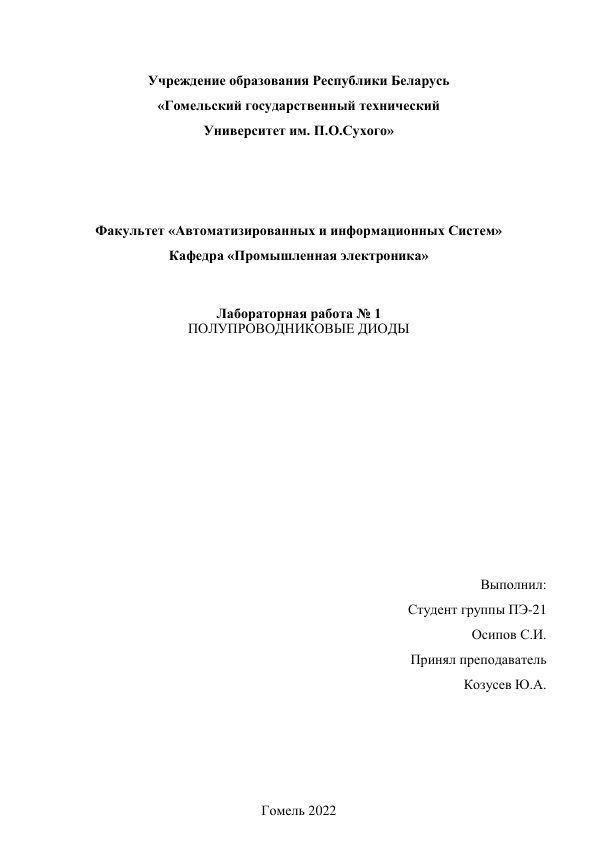 Учреждение образования Республики Беларусь
«Гомельский государственный технический
Университет им. П.О.Сухого»
Факультет «Автоматизированных и информационных Систем»
Кафедра «Промышленная электроника»
Лабораторная работа № 1
ПОЛУПРОВОДНИКОВЫЕ ДИОДЫ
Выполнил:
Студент группы ПЭ-21
Осипов С.И.
Принял преподаватель
Козусев Ю.А.
Гомель 2022